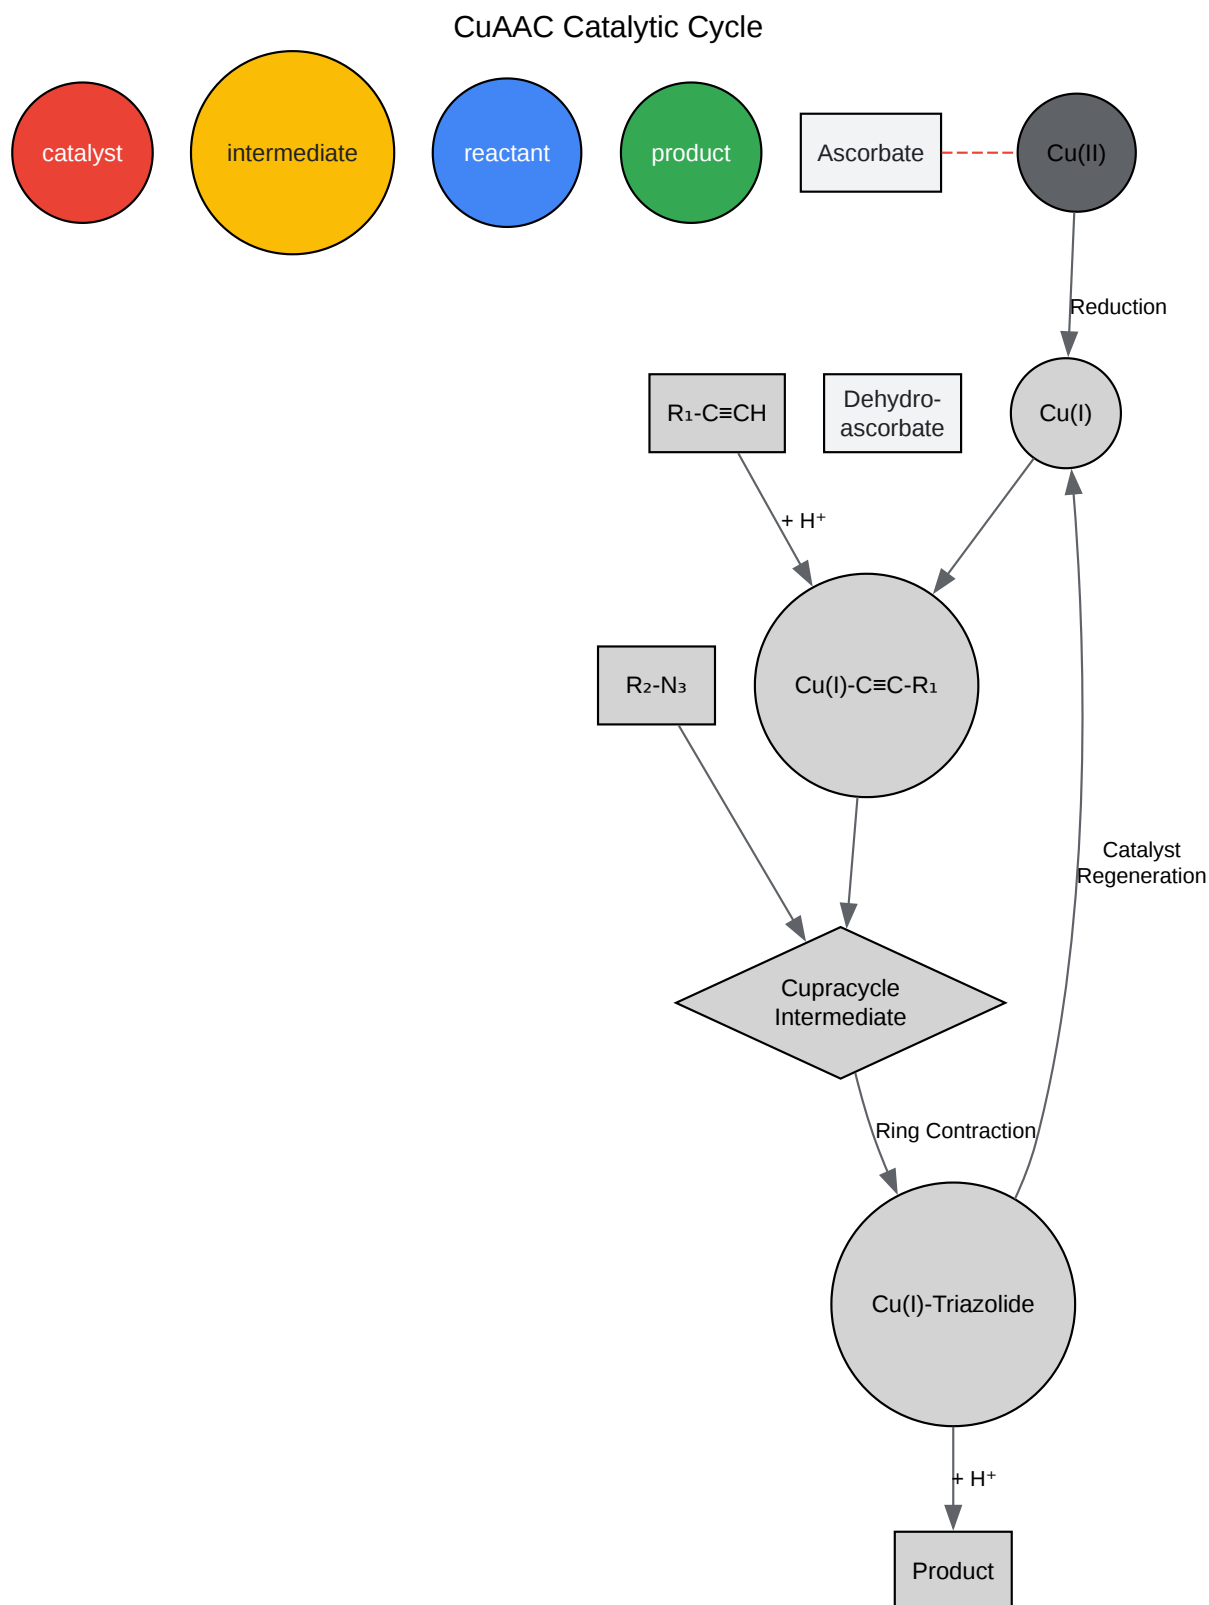 CuAAC Catalytic Cycle
catalyst
intermediate
reactant
product
Ascorbate
Cu(II)
Reduction
R₁-C≡CH
Dehydro-
ascorbate
Cu(I)
+ H⁺
R₂-N₃
Cu(I)-C≡C-R₁
Catalyst
Regeneration
Cupracycle
Intermediate
Ring Contraction
Cu(I)-Triazolide
+ H⁺
Product